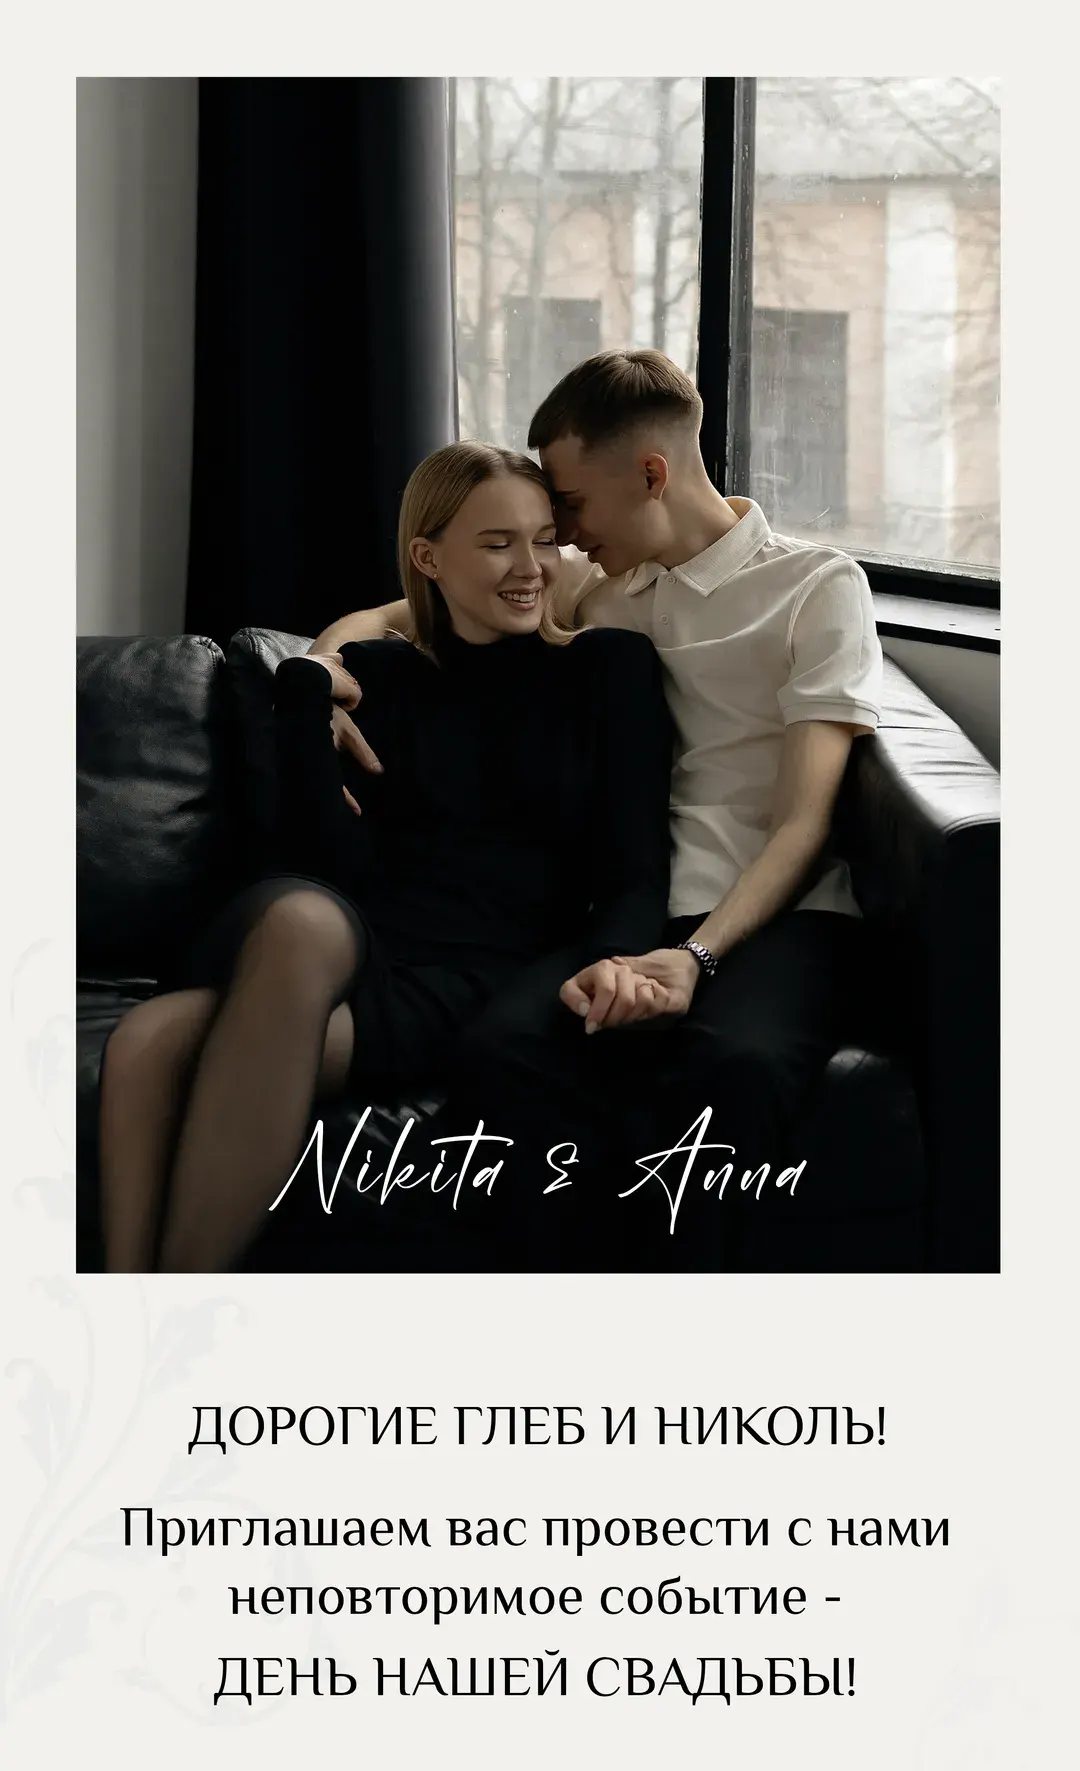 Nikita & Anna
ДОРОГИЕ ГЛЕБ И НИКОЛЬ!
Приглашаем вас провести с нами
неповторимое событие -
ДЕНЬ НАШЕЙ СВАДЬБЫ!